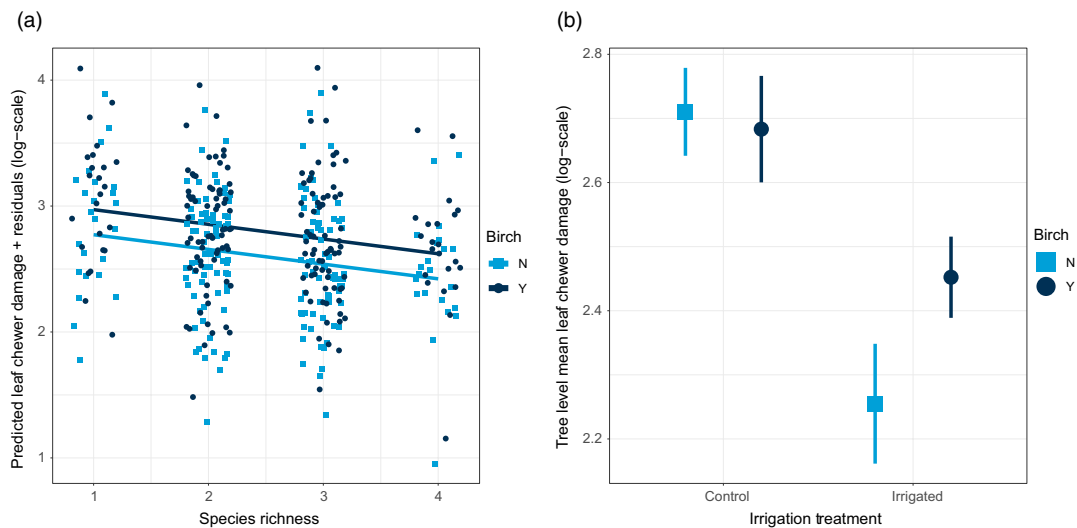 (a)
Predicted leaf chewer damage + residuals (log−scale)
4
3
2
1
1 2 3 4
Species richness
Birch
N
Y
(b)
Tree level mean leaf chewer damage (log−scale)
2.8
2.6
2.4
2.2
Control Irrigated
Irrigation treatment
Birch
N
Y